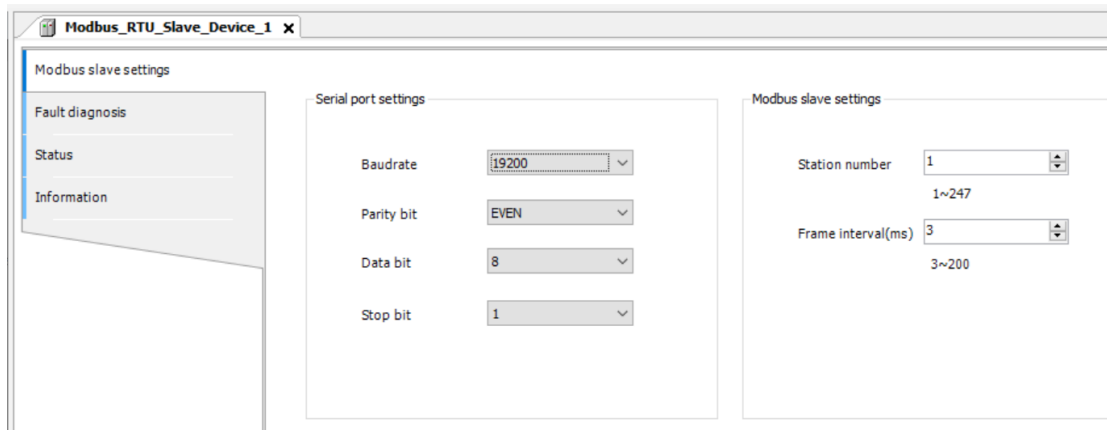 Modbus_RTU_Slave_Device_1
Modbus slave settings
Fault diagnosis
Status
Information
Serial port settings
Baudrate 19200
Parity bit EVEN
Data bit 8
Stop bit 1
Modbus slave settings
Station number 1
1~247
Frame interval(ms) 3
3~200